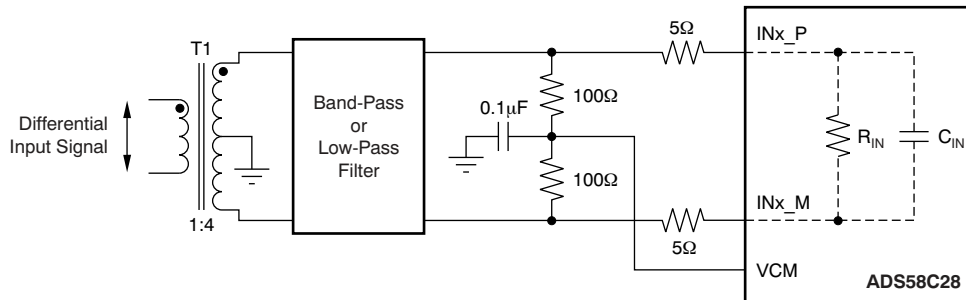 T1
Differential
Input Signal
1:4
Band-Pass
or
Low-Pass
Filter
0.1μF
100Ω
100Ω
5Ω
5Ω
INx_P
R_IN
C_IN
INx_M
VCM
ADS58C28